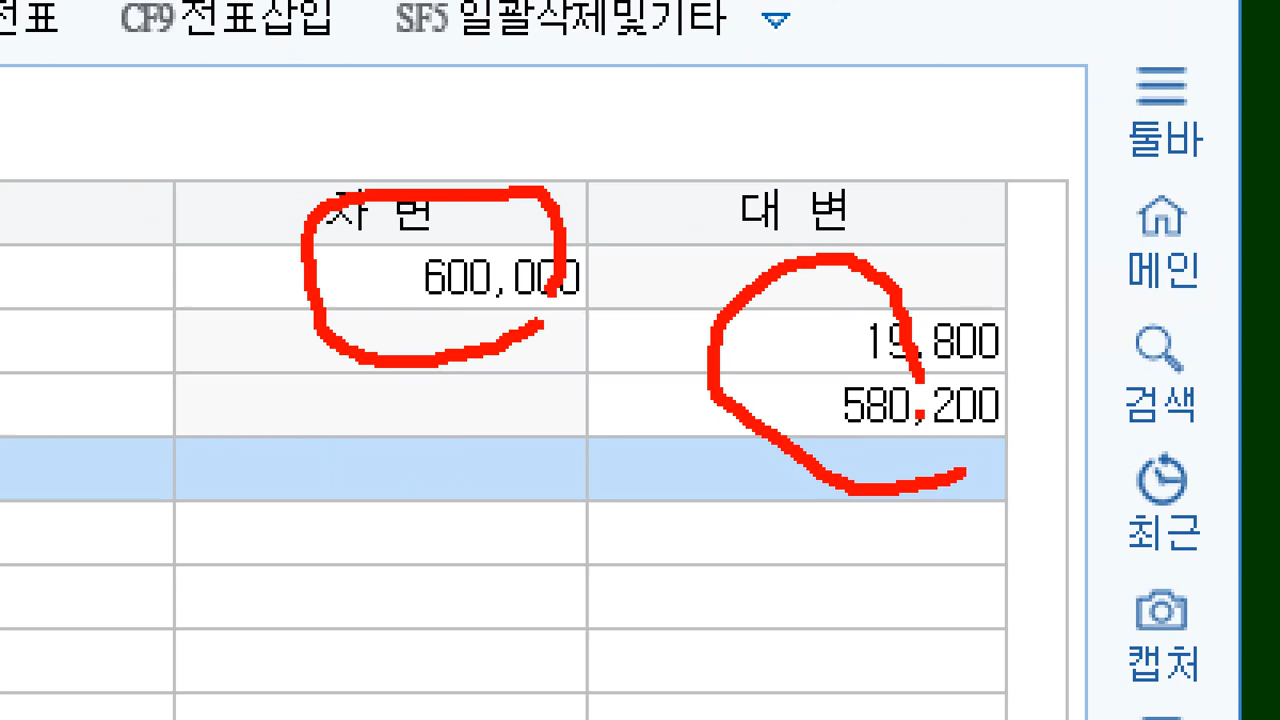 전표 CF9 전표삽입 SF5 일괄삭제및기타
툴바
차 변 대 변
메인
600,000
19,800
검색
580,200
최근
캡처